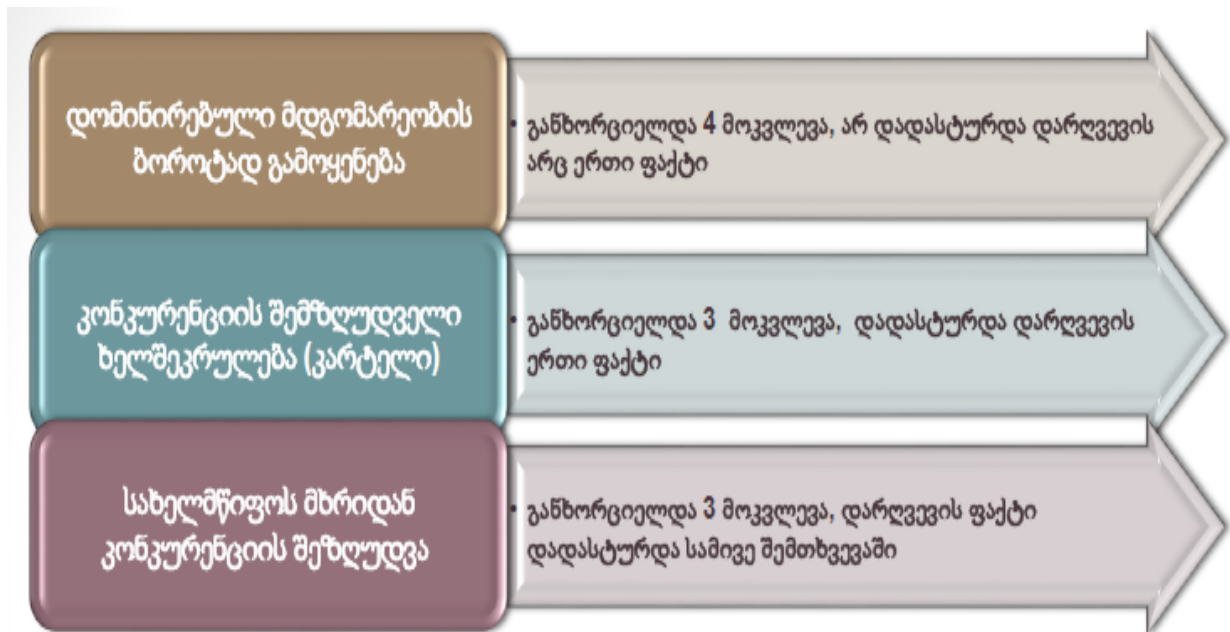 დომინირებული მდგომარეობის
ბოროტად გამოყენება
• განხორციელდა 4 მოკვლევა, არ დადასტურდა დარღვევის
არც ერთი ფაქტი
კონკურენციის შემზღუდველი
ხელშეკრულება (კარტელი)
• განხორციელდა 3 მოკვლევა, დადასტურდა დარღვევის
ერთი ფაქტი
სახელმწიფოს მხრიდან
კონკურენციის შეზღუდვა
• განხორციელდა 3 მოკვლევა, დარღვევის ფაქტი
დადასტურდა სამივე შემთხვევაში